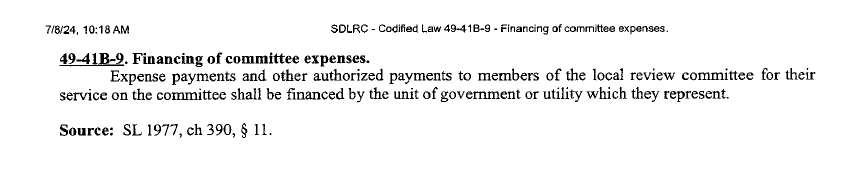 7/8/24, 10:18 AM SDLRC - Codified Law 49-41B-9 - Financing of committee expenses.
49-41B-9. Financing of committee expenses.
Expense payments and other authorized payments to members of the local review committee for their
service on the committee shall be financed by the unit of government or utility which they represent.
Source: SL 1977, ch 390, § 11.